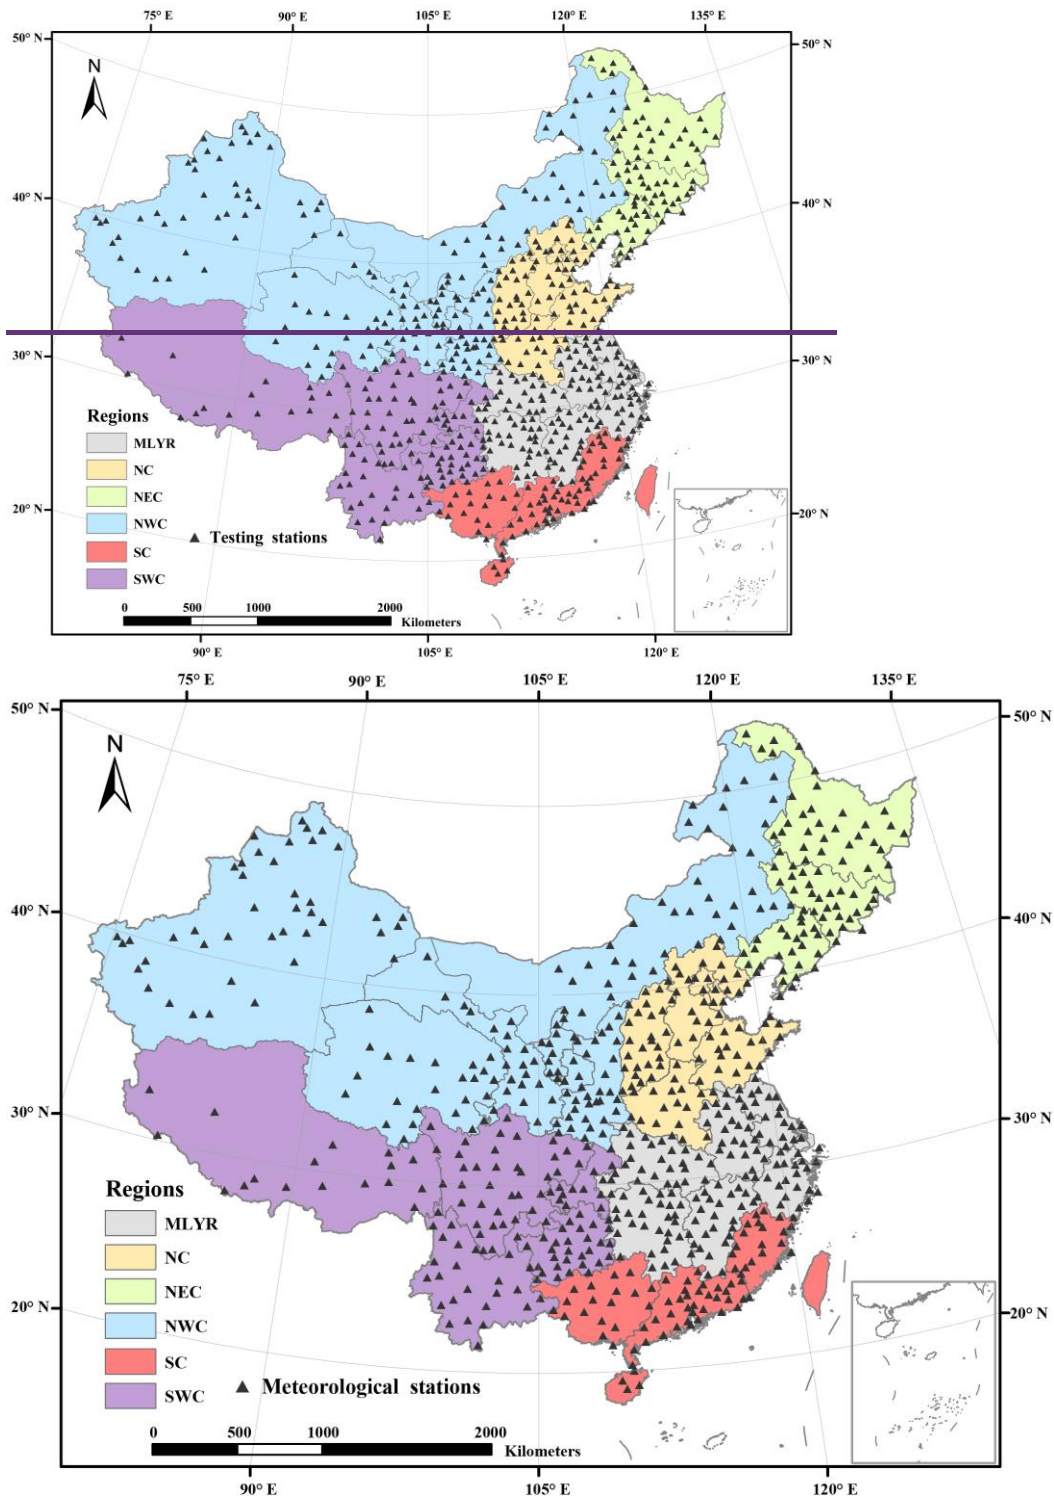 75° E 90° E 105° E 120° E 135° E
50° N 50° N
N
40° N 40° N
30° N 30° N
Regions
MLYR
NC
NEC
NWC
SC
SWC
Testing stations
20° N 20° N
0 500 1000 2000
Kilometers
90° E 105° E 120° E
75° E 90° E 105° E 120° E 135° E
50° N 50° N
N
40° N 40° N
30° N 30° N
Regions
MLYR
NC
NEC
NWC
SC
SWC
Meteorological stations
20° N 20° N
0 500 1000 2000
Kilometers
90° E 105° E 120° E